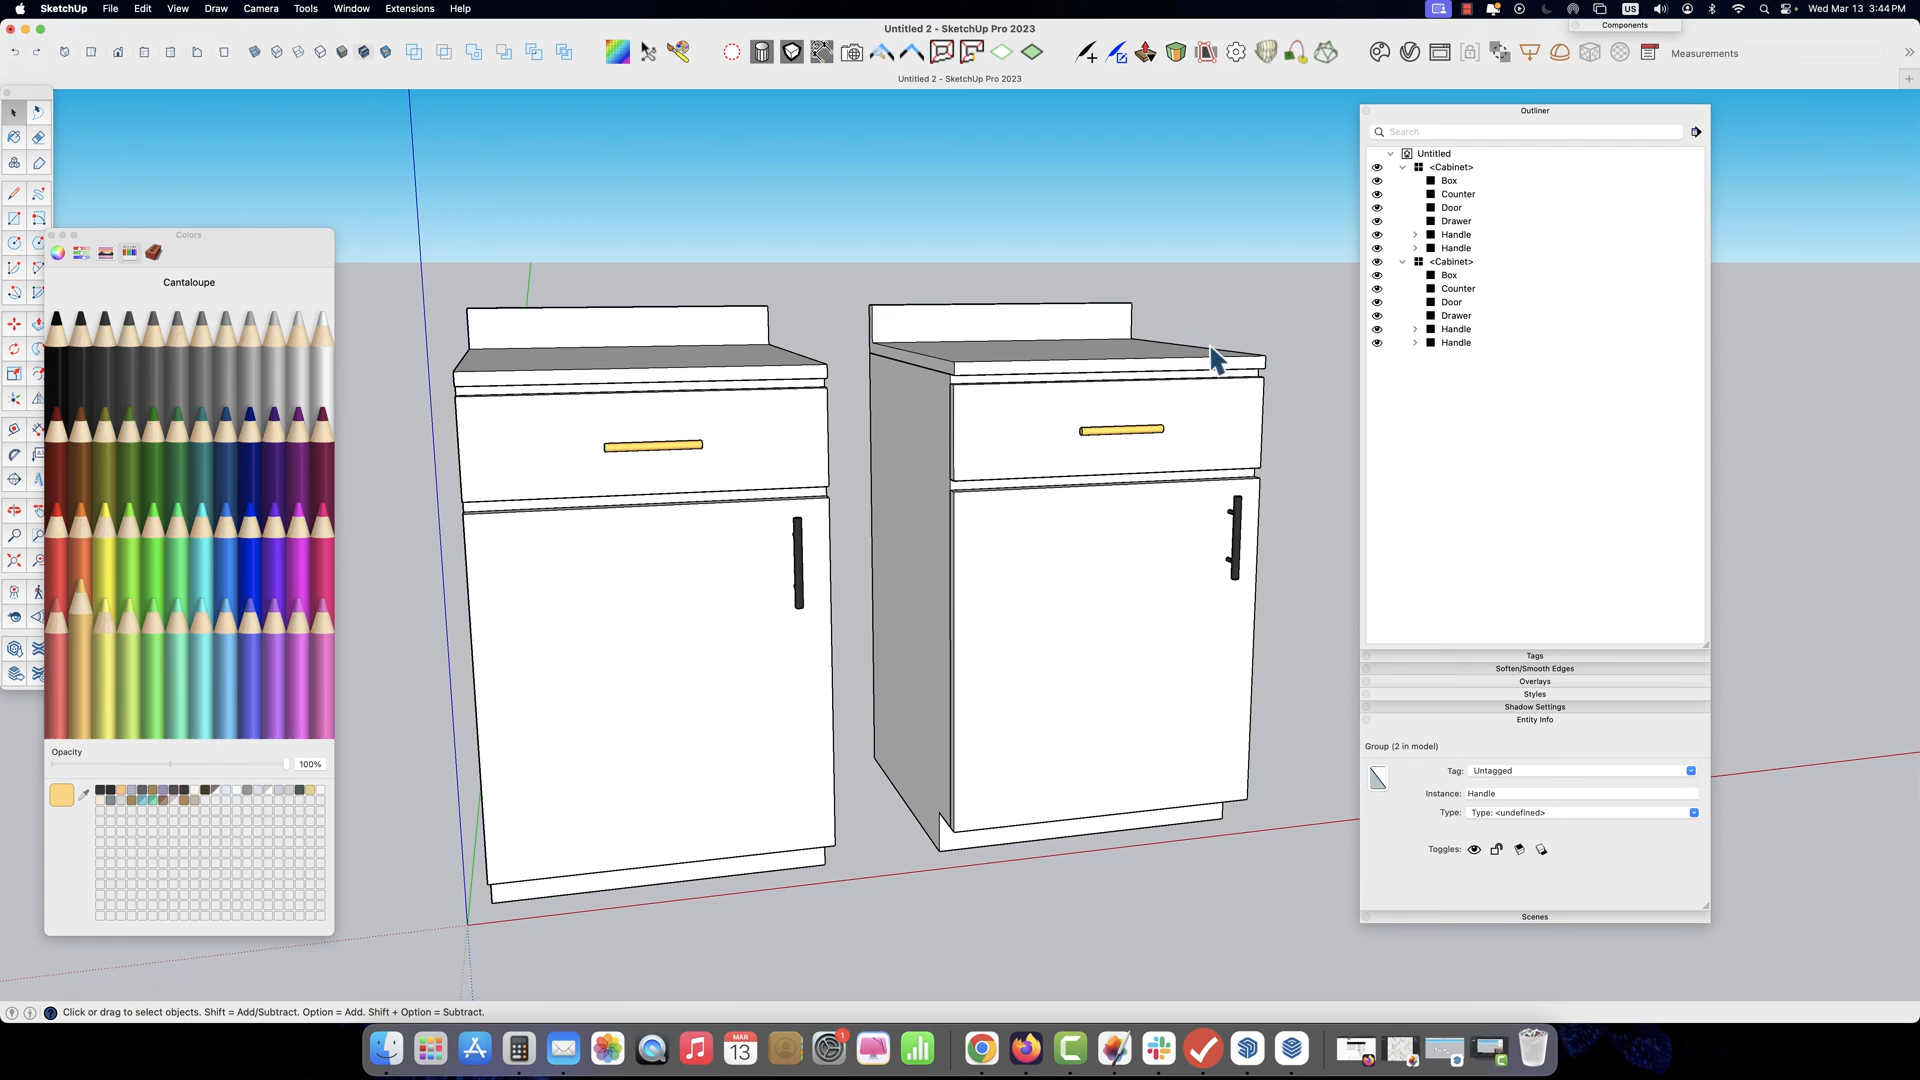 SketchUp File Edit View Draw Camera Tools Window Extensions Help
US Wed Mar 13 3:44 PM
Components
Untitled 2 - SketchUp Pro 2023
Measurements
Untitled 2 - SketchUp Pro 2023
Outliner
Search
Untitled
<Cabinet>
Box
Counter
Door
Drawer
Handle
Handle
<Cabinet>
Box
Counter
Door
Drawer
Handle
Handle
Colors
Cantaloupe
Opacity
100%
Tags
Soften/Smooth Edges
Overlays
Styles
Shadow Settings
Entity Info
Group (2 in model)
Tag: Untagged
Instance: Handle
Type: Type: <undefined>
Toggles:
Scenes
Click or drag to select objects. Shift = Add/Subtract. Option = Add. Shift + Option = Subtract.
MAR
13
1